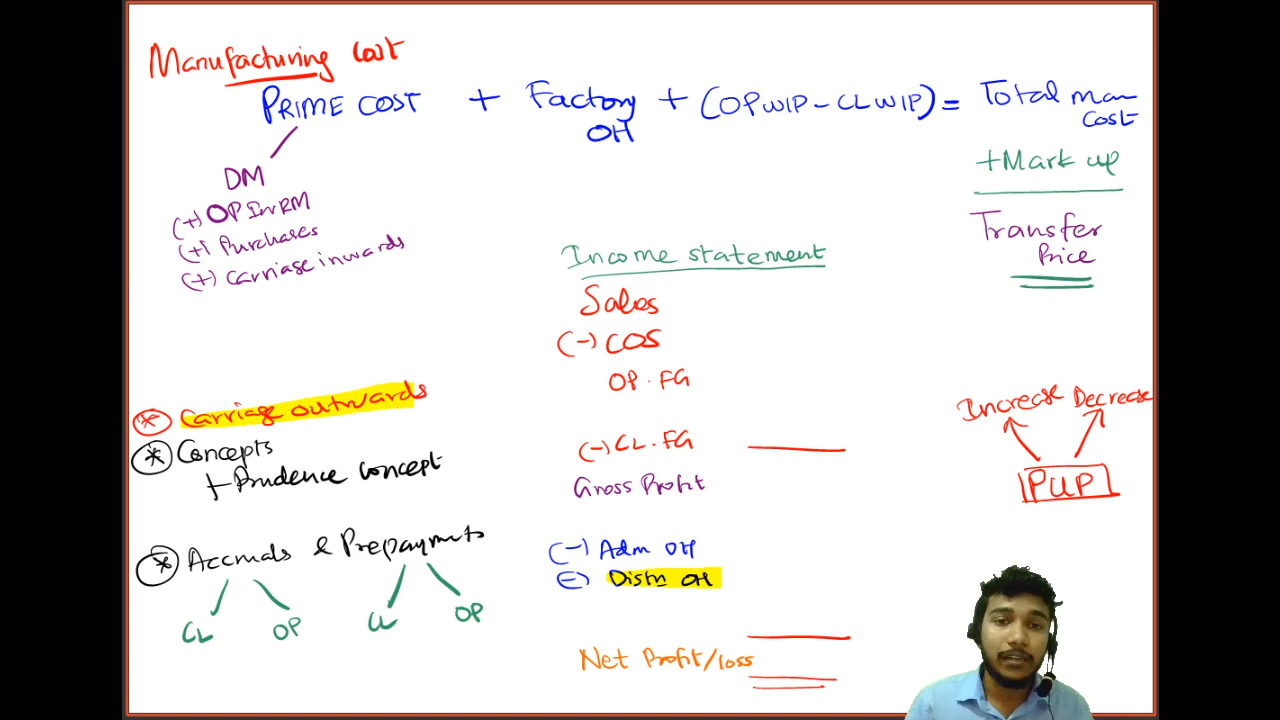 Manufacturing Cost
PRIME COST + Factory OH + (OPWIP - CLWIP) = Total man cost
+Mark up
Transfer Price
DM
(+) OP InvRM
(+) Purchases
(+) Carriage inwards
Income statement
Sales
(-) COS
OP. FG
(-) CL. FG
Gross Profit
(-) Adm OH
(-) Distn OH
Net Profit/loss
* Carriage outwards
* Concepts
+ Prudence concept
* Accruals & Prepayments
CL OP CL OP
Increase Decrease
PUP